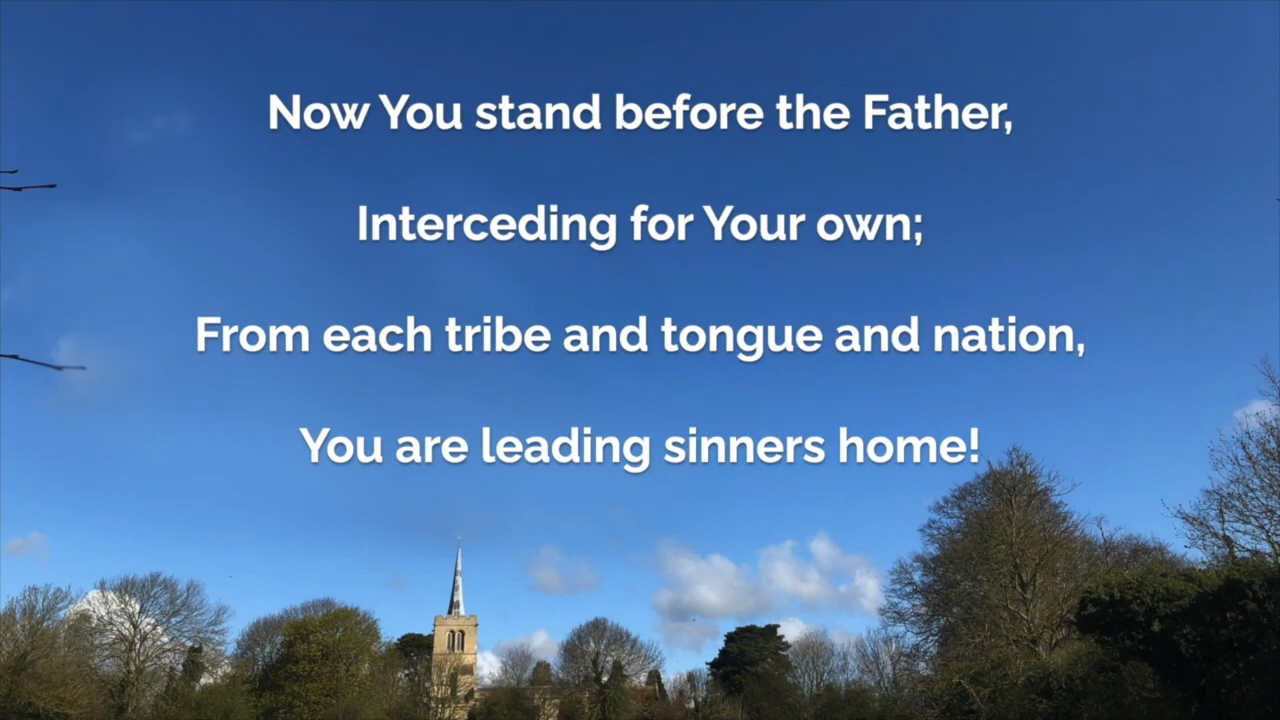 Now You stand before the Father,
Interceding for Your own;
From each tribe and tongue and nation,
You are leading sinners home!